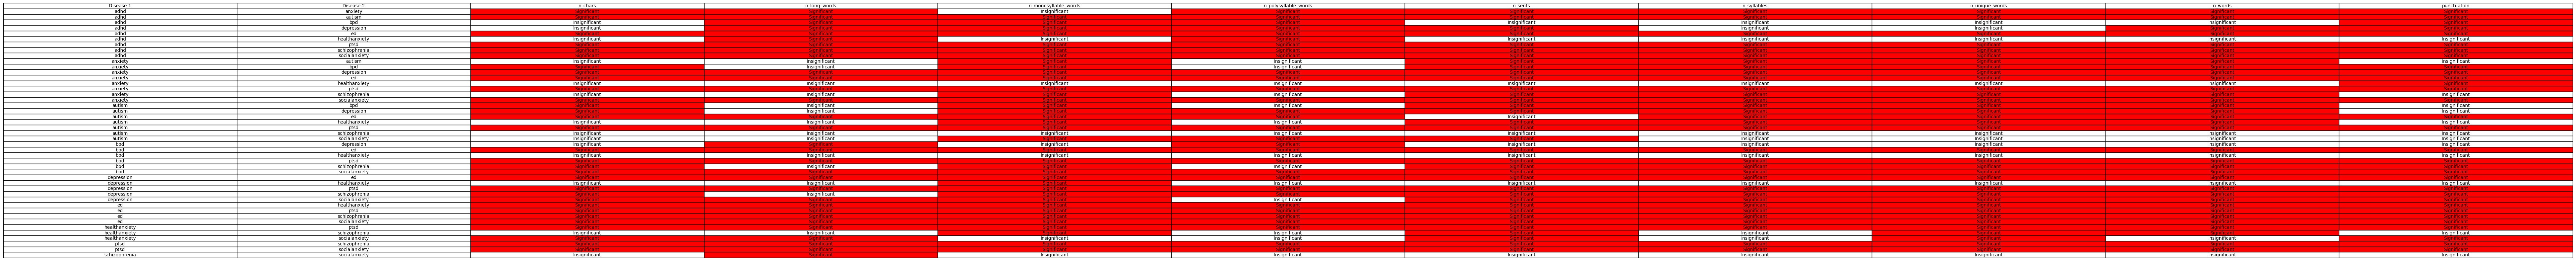 Disease 1 Disease 2 n_chars n_long_words n_monosyllable_words n_polysyllable_words n_sents n_syllables n_unique_words n_words punctuation
adhd anxiety Significant Significant Insignificant Significant Significant Significant Significant Significant Significant
adhd autism Significant Significant Significant Significant Significant Significant Significant Significant Significant
adhd bpd Insignificant Significant Significant Significant Insignificant Insignificant Insignificant Insignificant Significant
adhd depression Insignificant Significant Significant Significant Significant Insignificant Insignificant Significant Significant
adhd ed Significant Significant Significant Significant Significant Significant Significant Significant Significant
adhd healthanxiety Insignificant Significant Insignificant Significant Insignificant Insignificant Insignificant Insignificant Insignificant
adhd ptsd Significant Significant Significant Significant Significant Significant Significant Significant Significant
adhd schizophrenia Significant Significant Significant Significant Significant Significant Significant Significant Significant
adhd socialanxiety Significant Significant Significant Significant Significant Significant Significant Significant Significant
anxiety autism Insignificant Insignificant Significant Insignificant Significant Significant Significant Significant Insignificant
anxiety bpd Significant Insignificant Significant Insignificant Significant Significant Significant Significant Significant
anxiety depression Significant Significant Significant Significant Significant Significant Significant Significant Significant
anxiety ed Significant Significant Significant Significant Significant Significant Significant Significant Significant
anxiety healthanxiety Insignificant Insignificant Significant Significant Insignificant Insignificant Insignificant Insignificant Significant
anxiety ptsd Significant Significant Significant Significant Significant Significant Significant Significant Significant
anxiety schizophrenia Insignificant Insignificant Significant Insignificant Significant Significant Significant Significant Insignificant
anxiety socialanxiety Significant Significant Significant Significant Significant Significant Significant Significant Significant
autism bpd Significant Insignificant Significant Insignificant Significant Significant Significant Significant Insignificant
autism depression Significant Insignificant Significant Significant Significant Significant Significant Significant Insignificant
autism ed Significant Significant Significant Significant Insignificant Significant Significant Significant Significant
autism healthanxiety Insignificant Insignificant Significant Insignificant Significant Significant Significant Significant Insignificant
autism ptsd Significant Significant Significant Significant Significant Significant Significant Significant Significant
autism schizophrenia Insignificant Insignificant Insignificant Insignificant Insignificant Insignificant Insignificant Insignificant Insignificant
autism socialanxiety Insignificant Insignificant Significant Significant Significant Insignificant Insignificant Insignificant Insignificant
bpd depression Insignificant Significant Insignificant Significant Insignificant Insignificant Insignificant Insignificant Insignificant
bpd ed Significant Significant Significant Significant Significant Significant Significant Significant Significant
bpd healthanxiety Insignificant Insignificant Insignificant Insignificant Insignificant Insignificant Insignificant Insignificant Insignificant
bpd ptsd Significant Significant Significant Significant Significant Significant Significant Significant Significant
bpd schizophrenia Significant Insignificant Significant Insignificant Significant Significant Significant Significant Significant
bpd socialanxiety Significant Significant Significant Significant Significant Significant Significant Significant Significant
depression ed Significant Significant Significant Significant Significant Significant Significant Significant Significant
depression healthanxiety Insignificant Insignificant Significant Insignificant Insignificant Insignificant Insignificant Insignificant Insignificant
depression ptsd Significant Significant Significant Significant Significant Significant Significant Significant Significant
depression schizophrenia Significant Insignificant Significant Significant Significant Significant Significant Significant Significant
depression socialanxiety Significant Significant Significant Insignificant Significant Significant Significant Significant Significant
ed healthanxiety Significant Significant Significant Significant Significant Significant Significant Significant Significant
ed ptsd Significant Significant Significant Significant Significant Significant Significant Significant Significant
ed schizophrenia Significant Significant Significant Significant Significant Significant Significant Significant Significant
ed socialanxiety Significant Significant Significant Significant Significant Significant Significant Significant Significant
healthanxiety ptsd Significant Significant Significant Significant Significant Significant Significant Significant Significant
healthanxiety schizophrenia Insignificant Insignificant Significant Insignificant Significant Insignificant Significant Significant Insignificant
healthanxiety socialanxiety Significant Significant Insignificant Insignificant Significant Insignificant Significant Insignificant Significant
ptsd schizophrenia Significant Significant Significant Significant Significant Significant Significant Significant Significant
ptsd socialanxiety Significant Significant Significant Significant Significant Significant Significant Significant Significant
schizophrenia socialanxiety Insignificant Significant Insignificant Insignificant Insignificant Insignificant Insignificant Insignificant Insignificant